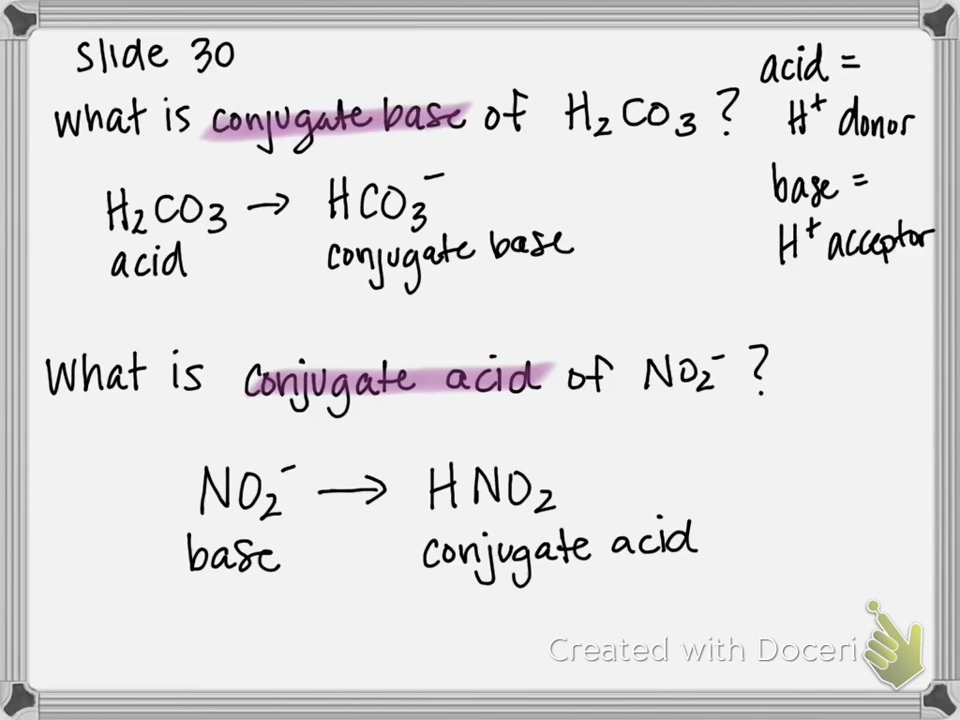 Slide 30
what is conjugate base of H₂CO₃?
H₂CO₃ → HCO₃⁻
acid conjugate base
acid =
H⁺ donor
base =
H⁺ acceptor
What is conjugate acid of NO₂⁻?
NO₂⁻ → HNO₂
base conjugate acid
Created with Doceri